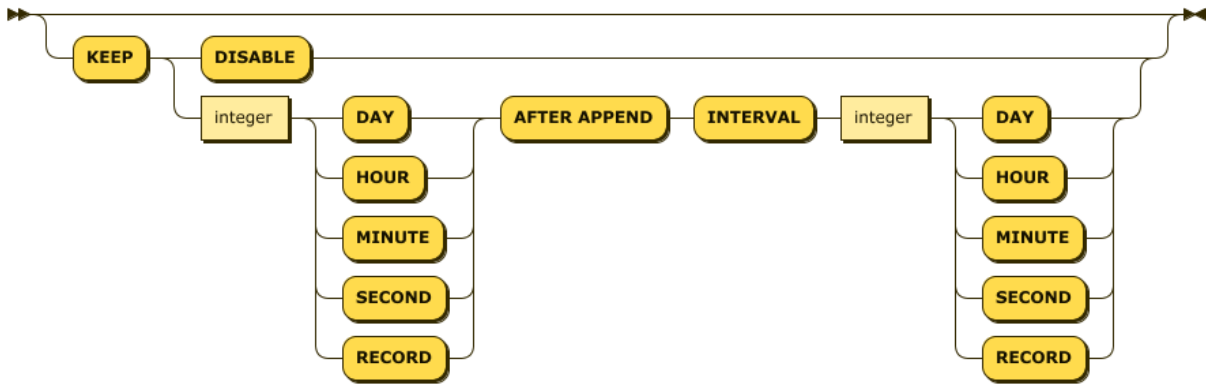 KEEP DISABLE
integer DAY AFTER APPEND INTERVAL integer DAY
HOUR HOUR
MINUTE MINUTE
SECOND SECOND
RECORD RECORD